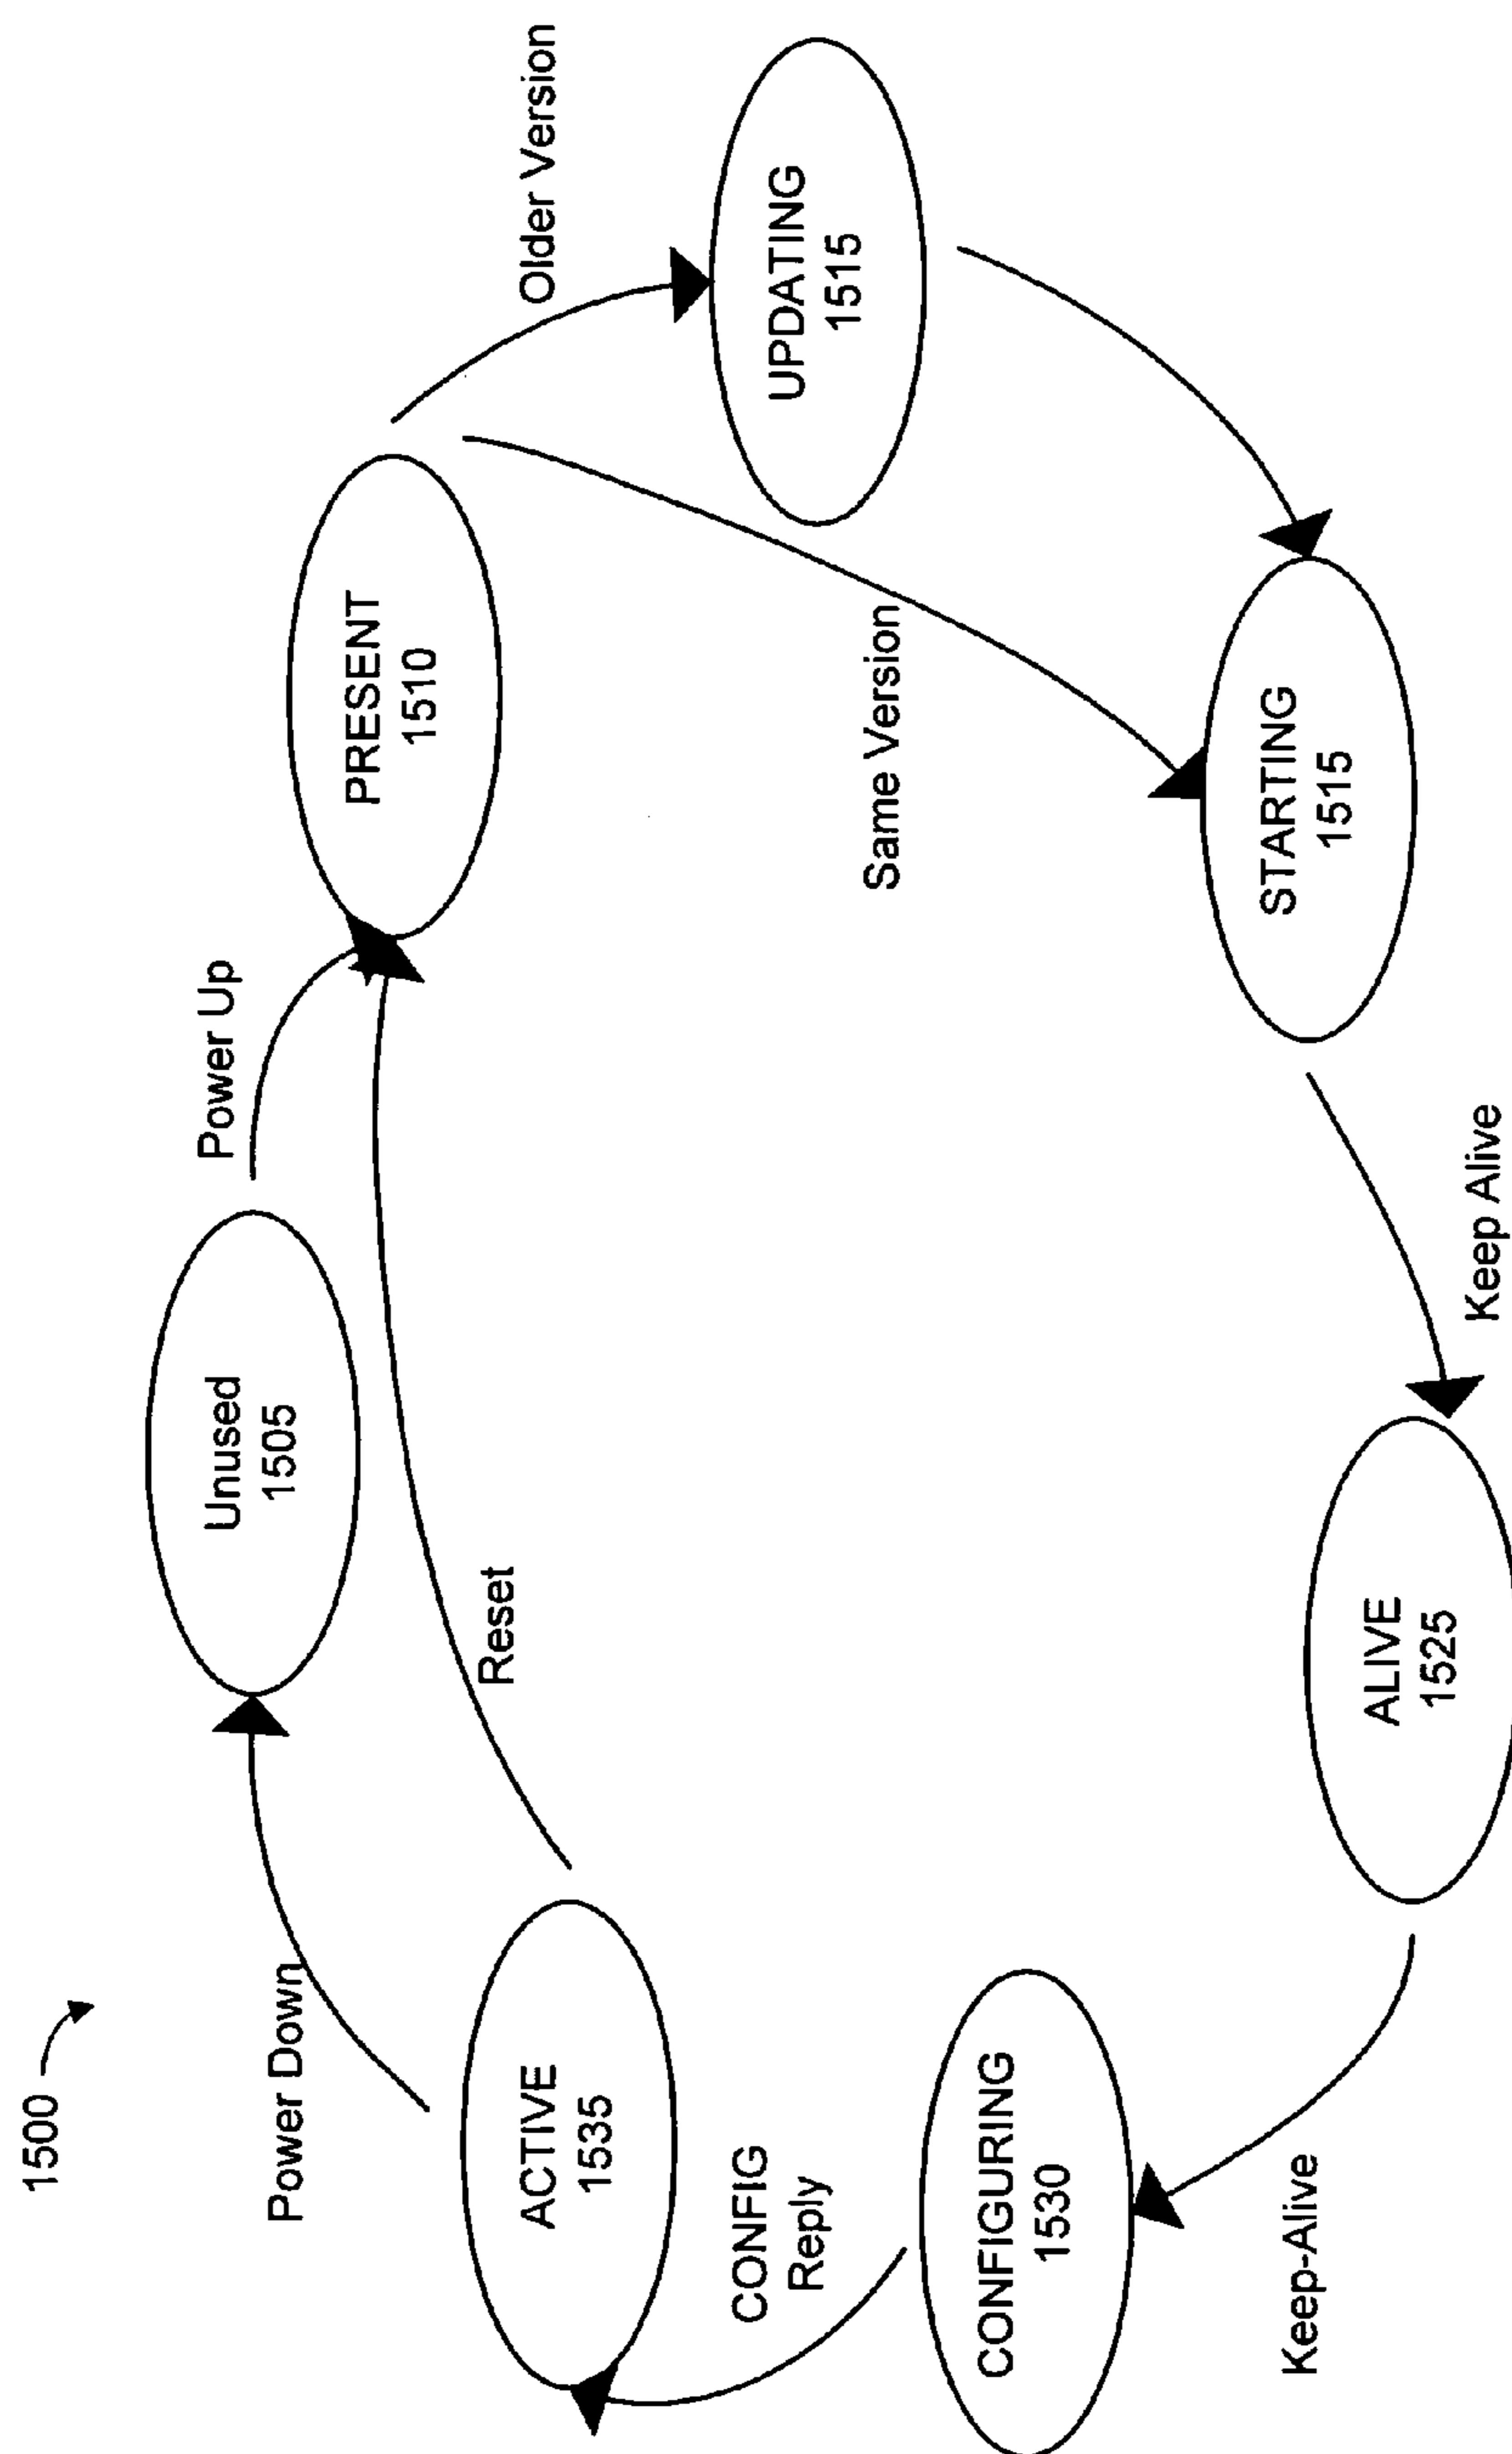 1500
Power Down
Unused
1505
Power Up
PRESENT
1510
Older Version
ACTIVE
1535
Reset
UPDATING
1515
CONFIG
Reply
Same Version
CONFIGURING
1530
STARTING
1515
Keep-Alive
ALIVE
1525
Keep Alive